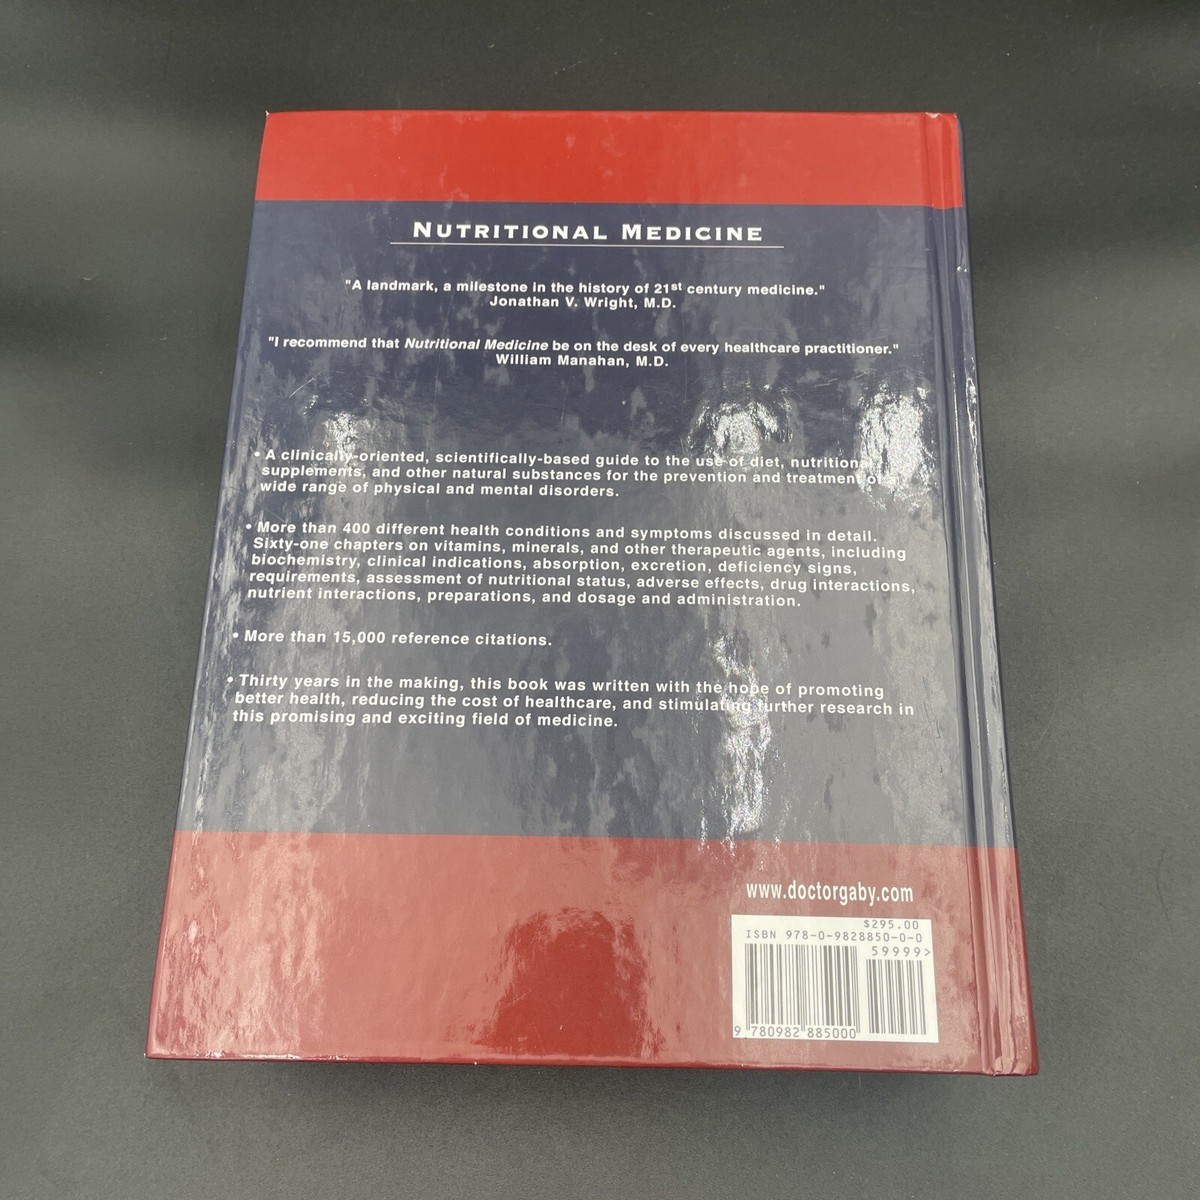 NUTRITIONAL MEDICINE
"A landmark, a milestone in the history of 21st century medicine."
Jonathan V. Wright, M.D.
"I recommend that Nutritional Medicine be on the desk of every healthcare practitioner."
William Manahan, M.D.
• A clinically-oriented, scientifically-based guide to the use of diet, nutritional
supplements, and other natural substances for the prevention and treatment of a
wide range of physical and mental disorders.
• More than 400 different health conditions and symptoms discussed in detail.
Sixty-one chapters on vitamins, minerals, and other therapeutic agents, including
biochemistry, clinical indications, absorption, excretion, deficiency signs,
requirements, assessment of nutritional status, adverse effects, drug interactions,
nutrient interactions, preparations, and dosage and administration.
• More than 15,000 reference citations.
• Thirty years in the making, this book was written with the hope of promoting
better health, reducing the cost of healthcare, and stimulating further research in
this promising and exciting field of medicine.
www.doctorgaby.com
$295.00
ISBN 978-0-9828850-0-0
59999>
9 780982 885000